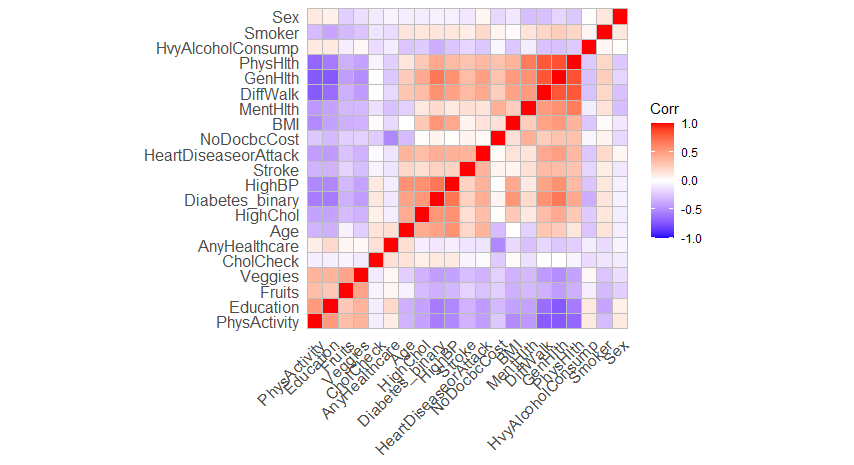 Sex
Smoker
HvyAlcoholConsump
PhysHlth
GenHlth
DiffWalk
MentHlth
BMI
NoDocbcCost
HeartDiseaseorAttack
Stroke
HighBP
Diabetes_binary
HighChol
Age
AnyHealthcare
CholCheck
Veggies
Fruits
Education
PhysActivity
PhysActivity
Education
Fruits
Veggies
CholCheck
AnyHealthcare
Age
HighChol
Diabetes_binary
HighBP
Stroke
HeartDiseaseorAttack
NoDocbcCost
BMI
MentHlth
DiffWalk
GenHlth
PhysHlth
HvyAlcoholConsump
Smoker
Sex
Corr
1.0
0.5
0.0
-0.5
-1.0